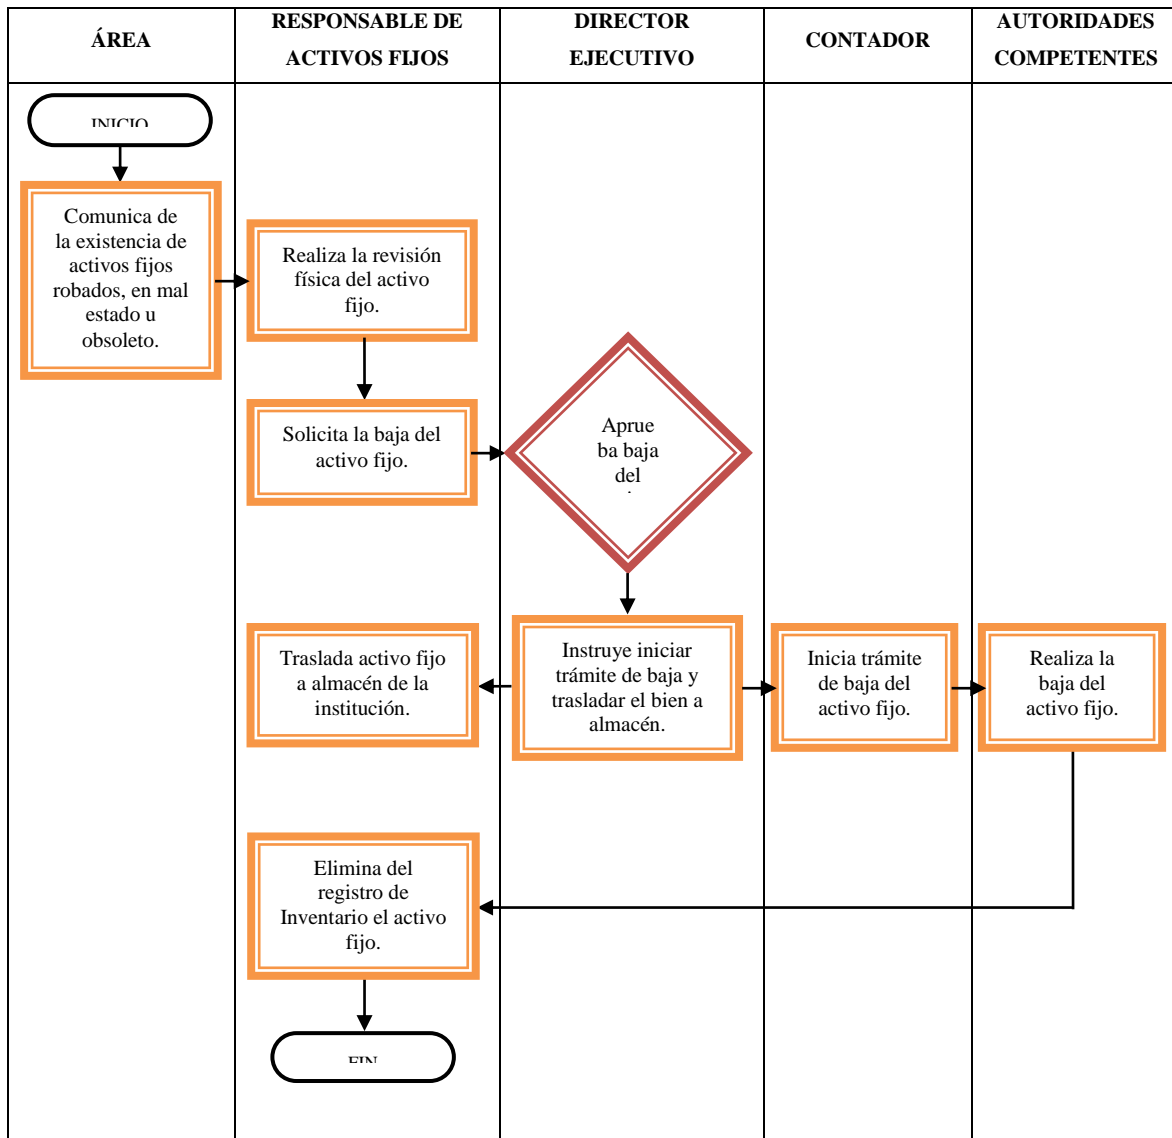 ÁREA
RESPONSABLE DE
ACTIVOS FIJOS
DIRECTOR
EJECUTIVO
CONTADOR
AUTORIDADES
COMPETENTES
INICIO
Comunica de
la existencia de
activos fijos
robados, en mal
estado u
obsoleto.
Realiza la revisión
física del activo
fijo.
Solicita la baja del
activo fijo.
Aprue
ba baja
del
Traslada activo fijo
a almacén de la
institución.
Instruye iniciar
trámite de baja y
trasladar el bien a
almacén.
Inicia trámite
de baja del
activo fijo.
Realiza la
baja del
activo fijo.
Elimina del
registro de
Inventario el activo
fijo.
FIN